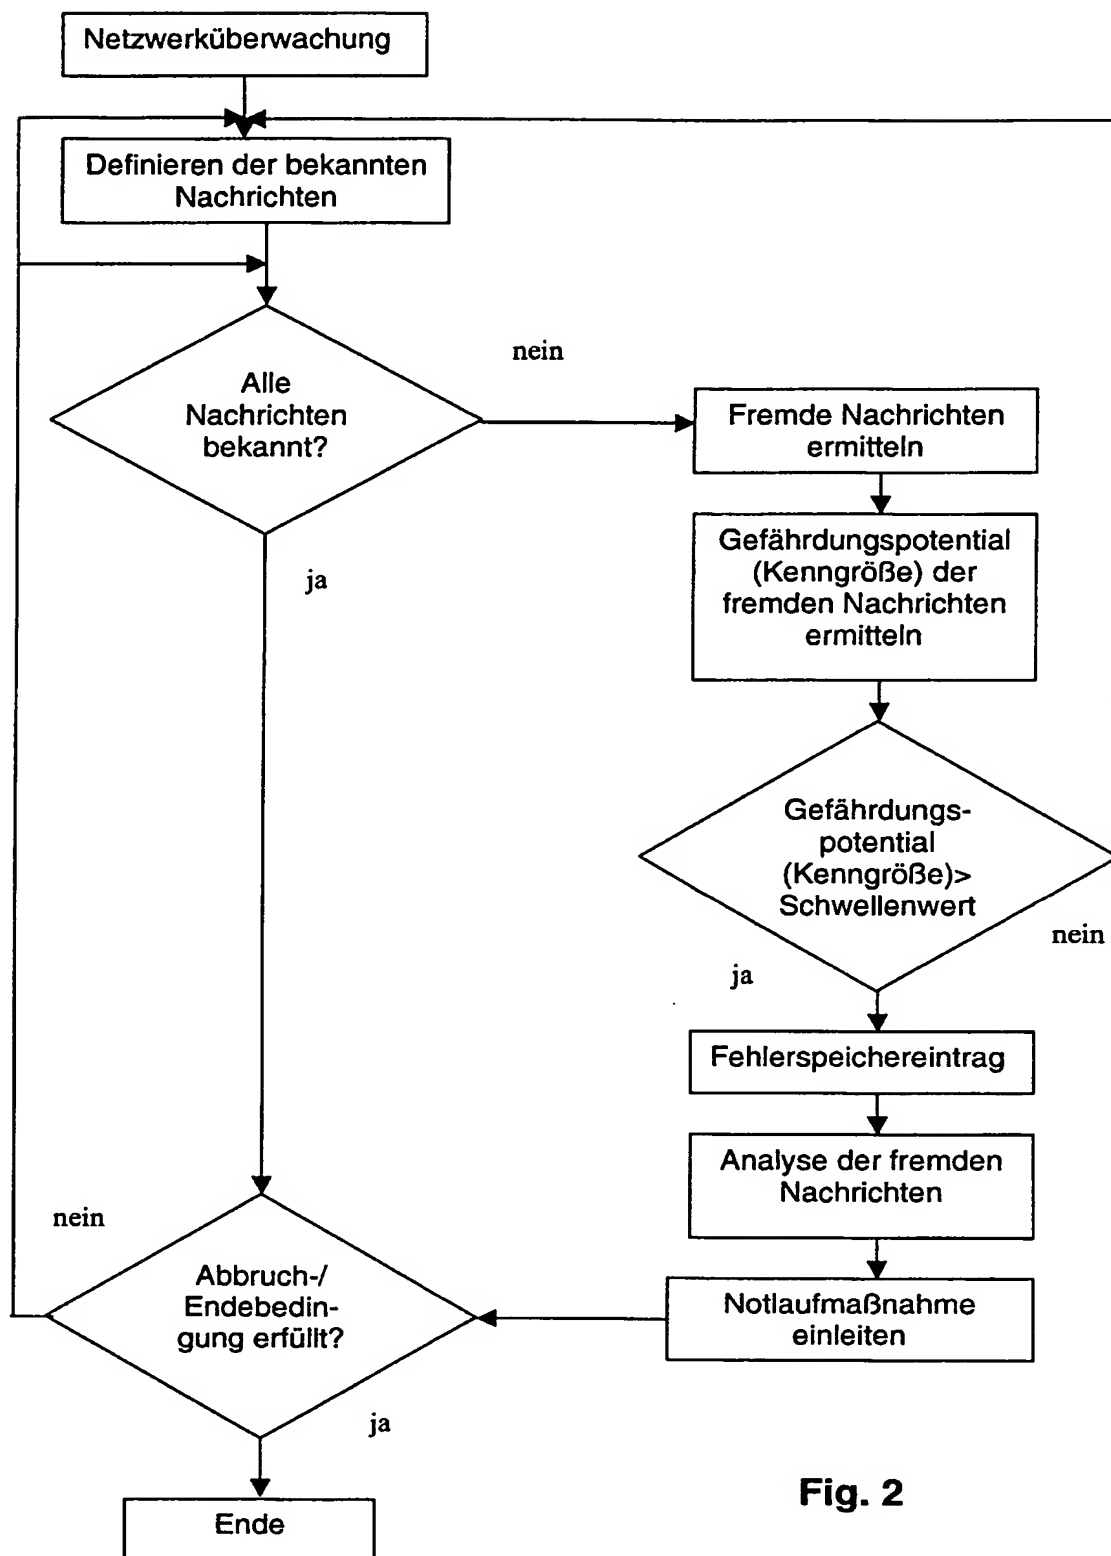 Netzwerküberwachung
Definieren der bekannten
Nachrichten
nein
Alle
Nachrichten
bekannt?
Fremde Nachrichten
ermitteln
ja
Gefährdungspotential
(Kenngröße) der
fremden Nachrichten
ermitteln
Gefährdungs-
potential
(Kenngröße)>
Schwellenwert
nein
ja
Fehlerspeichereintrag
Analyse der fremden
Nachrichten
nein
Abbruch-/
Endebedin-
gung erfüllt?
Notlaufmaßnahme
einleiten
ja
Ende
Fig. 2